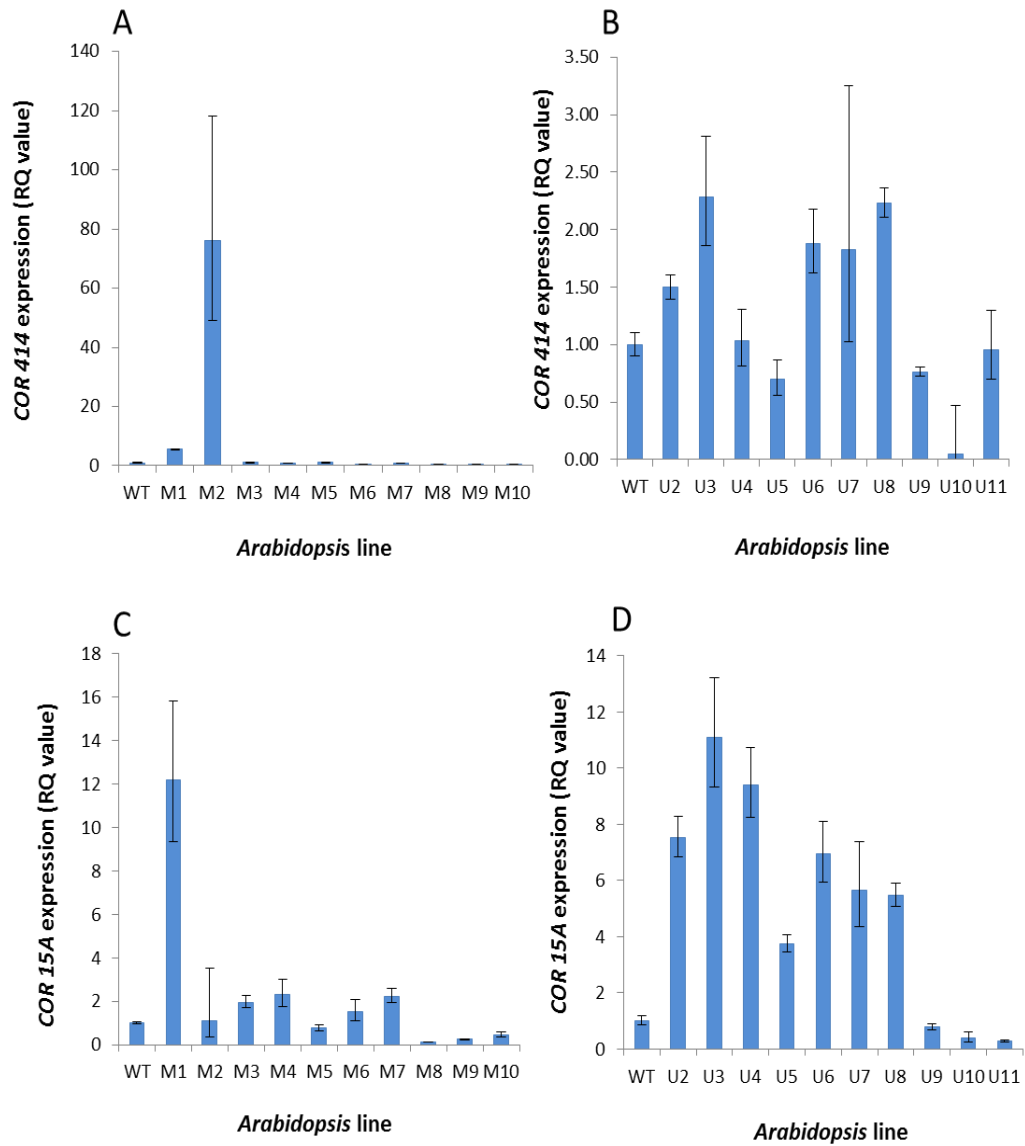 A
COR 414 expression (RQ value)
140
120
100
80
60
40
20
0
WT M1 M2 M3 M4 M5 M6 M7 M8 M9 M10
Arabidopsis line
B
COR 414 expression (RQ value)
3.50
3.00
2.50
2.00
1.50
1.00
0.50
0.00
WT U2 U3 U4 U5 U6 U7 U8 U9 U10 U11
Arabidopsis line
C
COR 15A expression (RQ value)
18
16
14
12
10
8
6
4
2
0
WT M1 M2 M3 M4 M5 M6 M7 M8 M9 M10
Arabidopsis line
D
COR 15A expression (RQ value)
14
12
10
8
6
4
2
0
WT U2 U3 U4 U5 U6 U7 U8 U9 U10 U11
Arabidopsis line